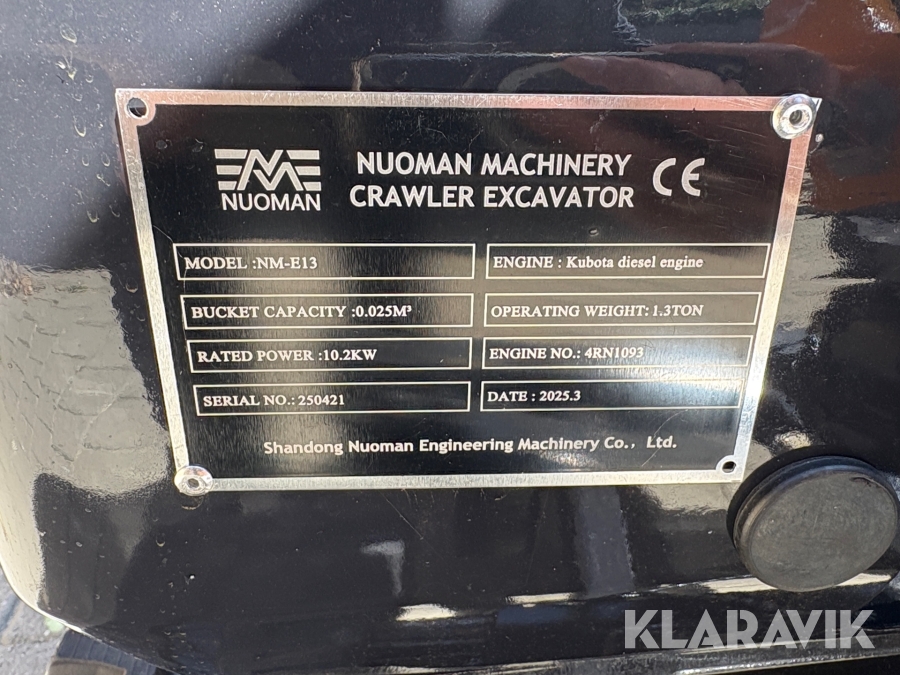 NUOMAN
NUOMAN MACHINERY
CRAWLER EXCAVATOR
CE
MODEL :NM-E13
ENGINE : Kubota diesel engine
BUCKET CAPACITY :0.025M³
OPERATING WEIGHT: 1.3TON
RATED POWER :10.2KW
ENGINE NO.: 4RN1093
SERIAL NO.: 250421
DATE : 2025.3
Shandong Nuoman Engineering Machinery Co., Ltd.
KLARAVIK